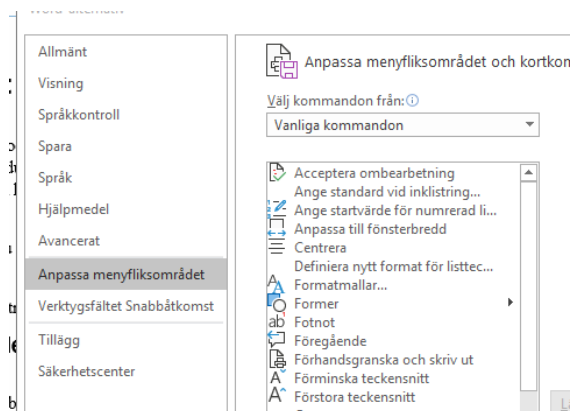 Allmänt
Visning
Språkkontroll
Spara
Språk
Hjälpmedel
Avancerat
Anpassa menyfliksområdet
Verktygsfältet Snabbåtkomst
Tillägg
Säkerhetscenter
Anpassa menyfliksområdet och kortkom
Välj kommandon från:
Vanliga kommandon
Acceptera ombearbetning
Ange standard vid inklistring...
Ange startvärde för numrerad li...
Anpassa till fönsterbredd
Centrera
Definiera nytt format för listtec...
Formatmallar...
Former
Fotnot
Föregående
Förhandsgranska och skriv ut
Förminska teckensnitt
Förstora teckensnitt